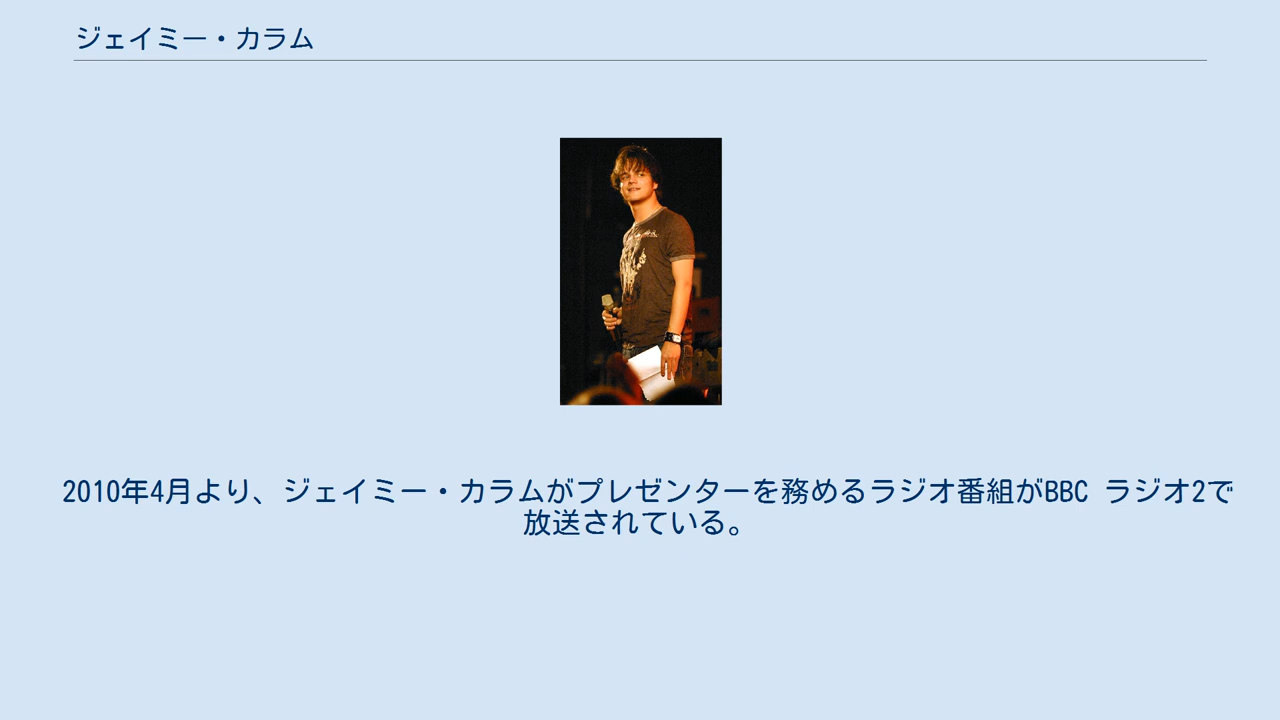 ジェイミー・カラム
2010年4月より、ジェイミー・カラムがプレゼンターを務めるラジオ番組がBBC ラジオ2で
放送されている。